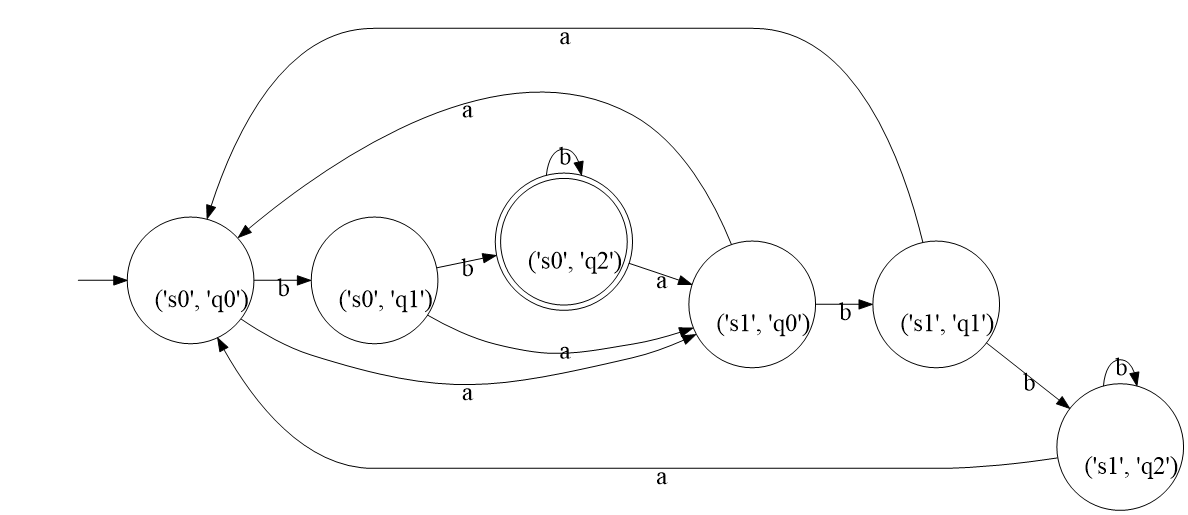 a
a
b
('s0', 'q2')
b
a
('s0', 'q0')
b
('s0', 'q1')
('s1', 'q0')
b
('s1', 'q1')
a
a
b
b
('s1', 'q2')
a